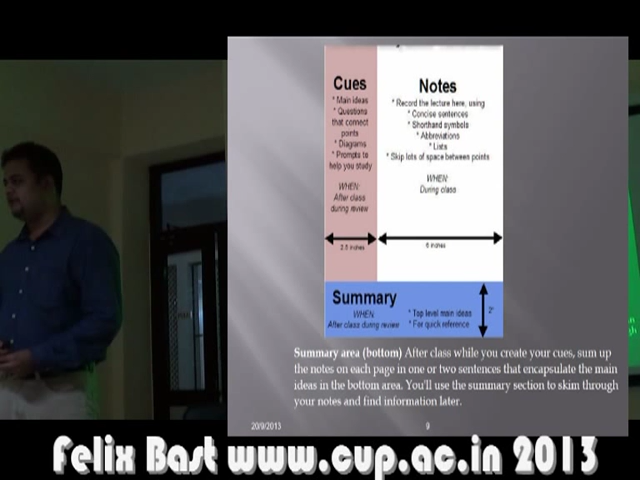 Cues
* Main ideas
* Questions
that connect
points
* Diagrams
* Prompts to
help you study
WHEN:
After class
during review
2.5 inches
Notes
* Record the lecture here, using
* Concise sentences
* Shorthand symbols
* Abbreviations
* Lists
* Skip lots of space between points
WHEN:
During class
6 inches
Summary
WHEN:
After class during review
* Top level main ideas
* For quick reference
2"
Summary area (bottom) After class while you create your cues, sum up
the notes on each page in one or two sentences that encapsulate the main
ideas in the bottom area. You'll use the summary section to skim through
your notes and find information later.
20/9/2013
9
Felix Bast www.cup.ac.in 2013